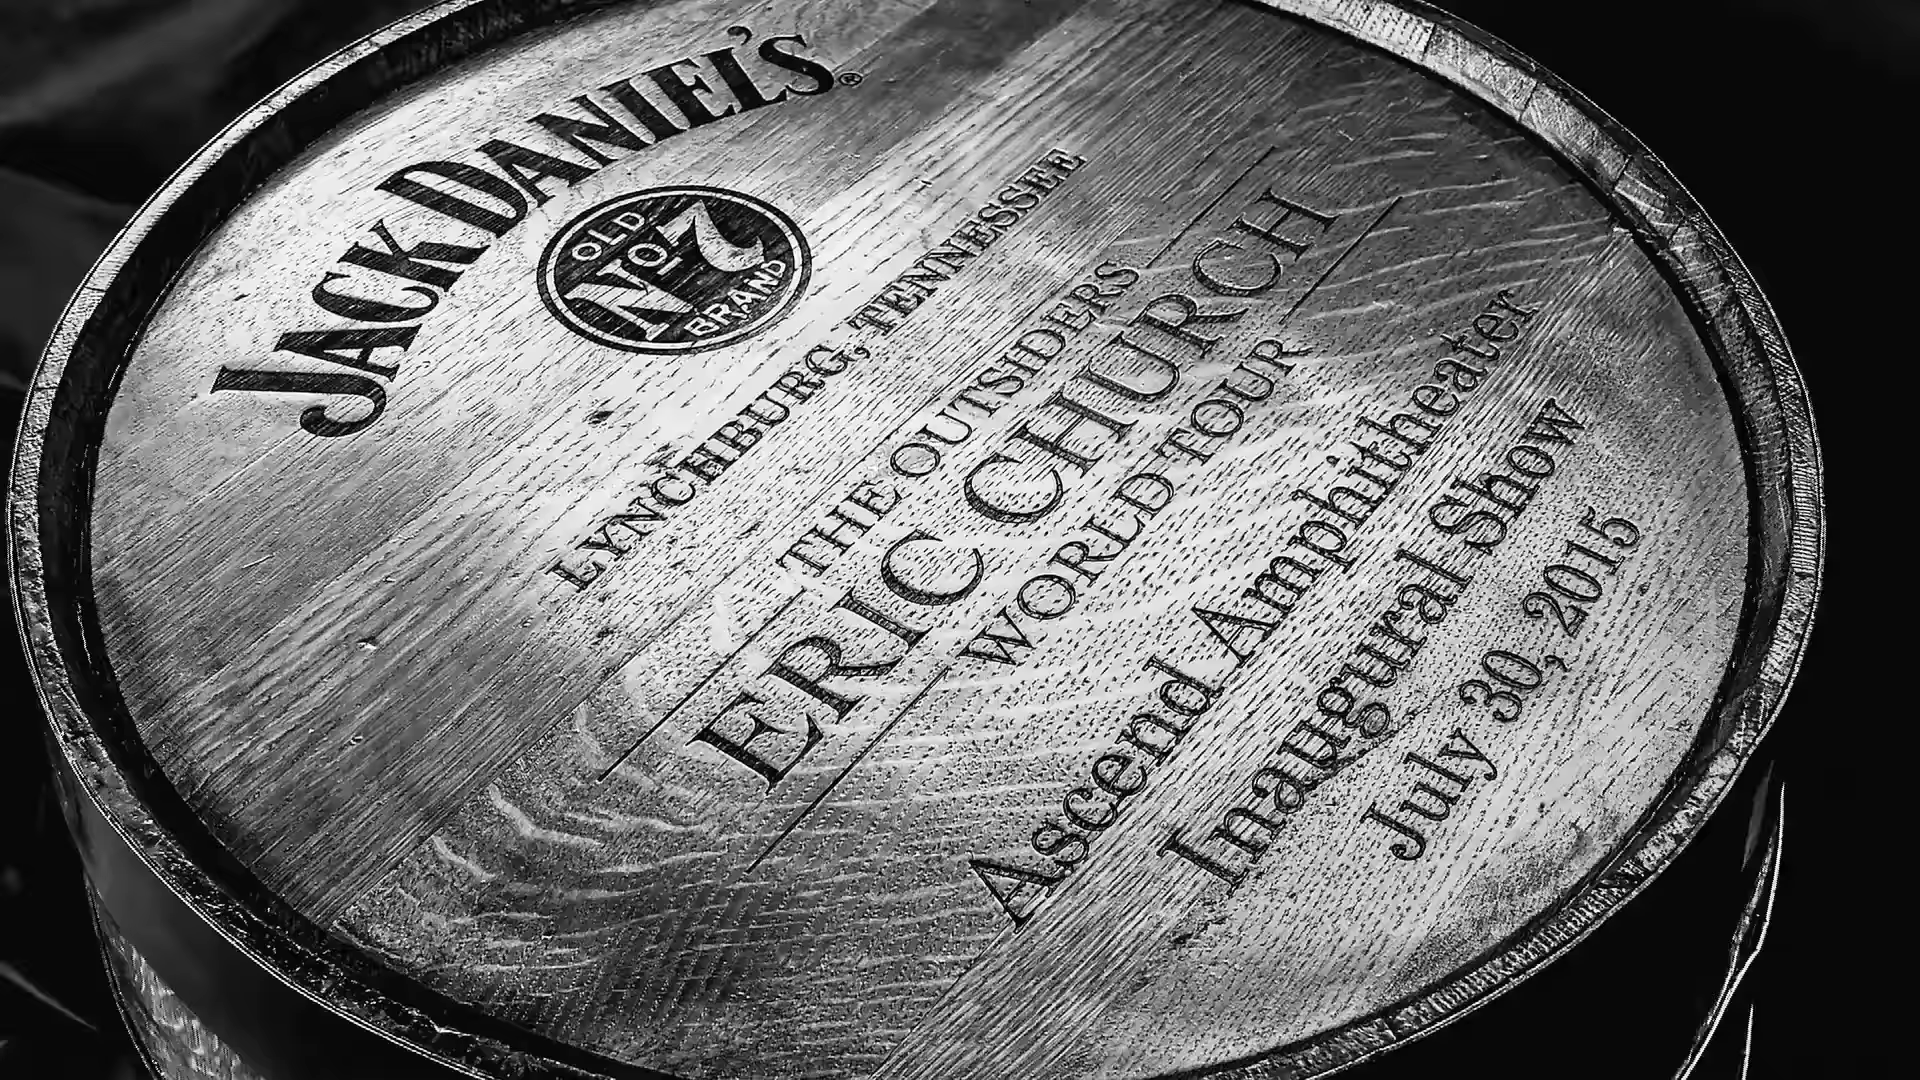 JACK DANIEL'S®
OLD
No. 7
BRAND
LYNCHBURG, TENNESSEE
THE OUTSIDERS
ERIC CHURCH
WORLD TOUR
Ascend Amphitheater
Inaugural Show
July 30, 2015